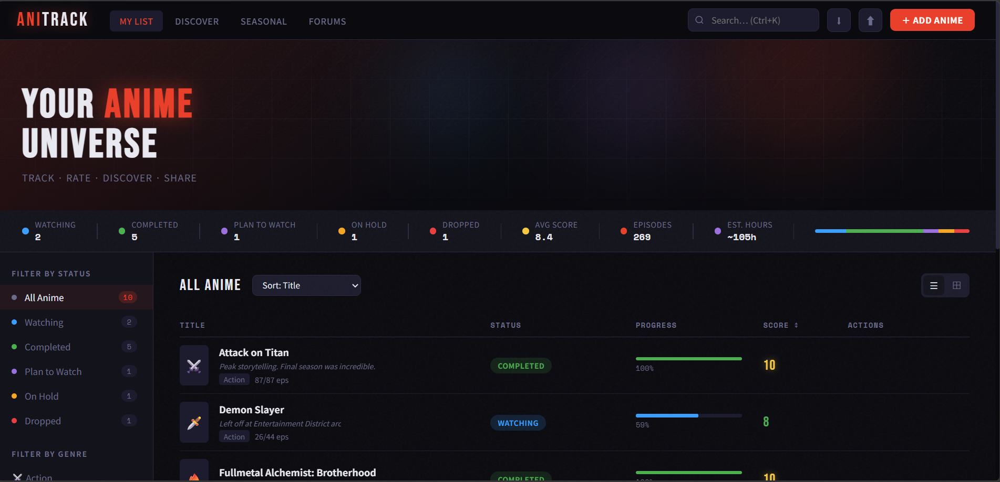 ANITRACK
MY LIST
DISCOVER
SEASONAL
FORUMS
Search... (Ctrl+K)
+ ADD ANIME
YOUR ANIME
UNIVERSE
TRACK · RATE · DISCOVER · SHARE
WATCHING
2
COMPLETED
5
PLAN TO WATCH
1
ON HOLD
1
DROPPED
1
AVG SCORE
8.4
EPISODES
269
EST. HOURS
~105h
FILTER BY STATUS
All Anime 10
Watching 2
Completed 5
Plan to Watch 1
On Hold 1
Dropped 1
FILTER BY GENRE
Action
ALL ANIME
Sort: Title
TITLE STATUS PROGRESS SCORE ↕ ACTIONS
Attack on Titan
Peak storytelling. Final season was incredible.
Action 87/87 eps
COMPLETED
100%
10
Demon Slayer
Left off at Entertainment District arc
Action 26/44 eps
WATCHING
59%
8
Fullmetal Alchemist: Brotherhood
COMPLETED
100%
10